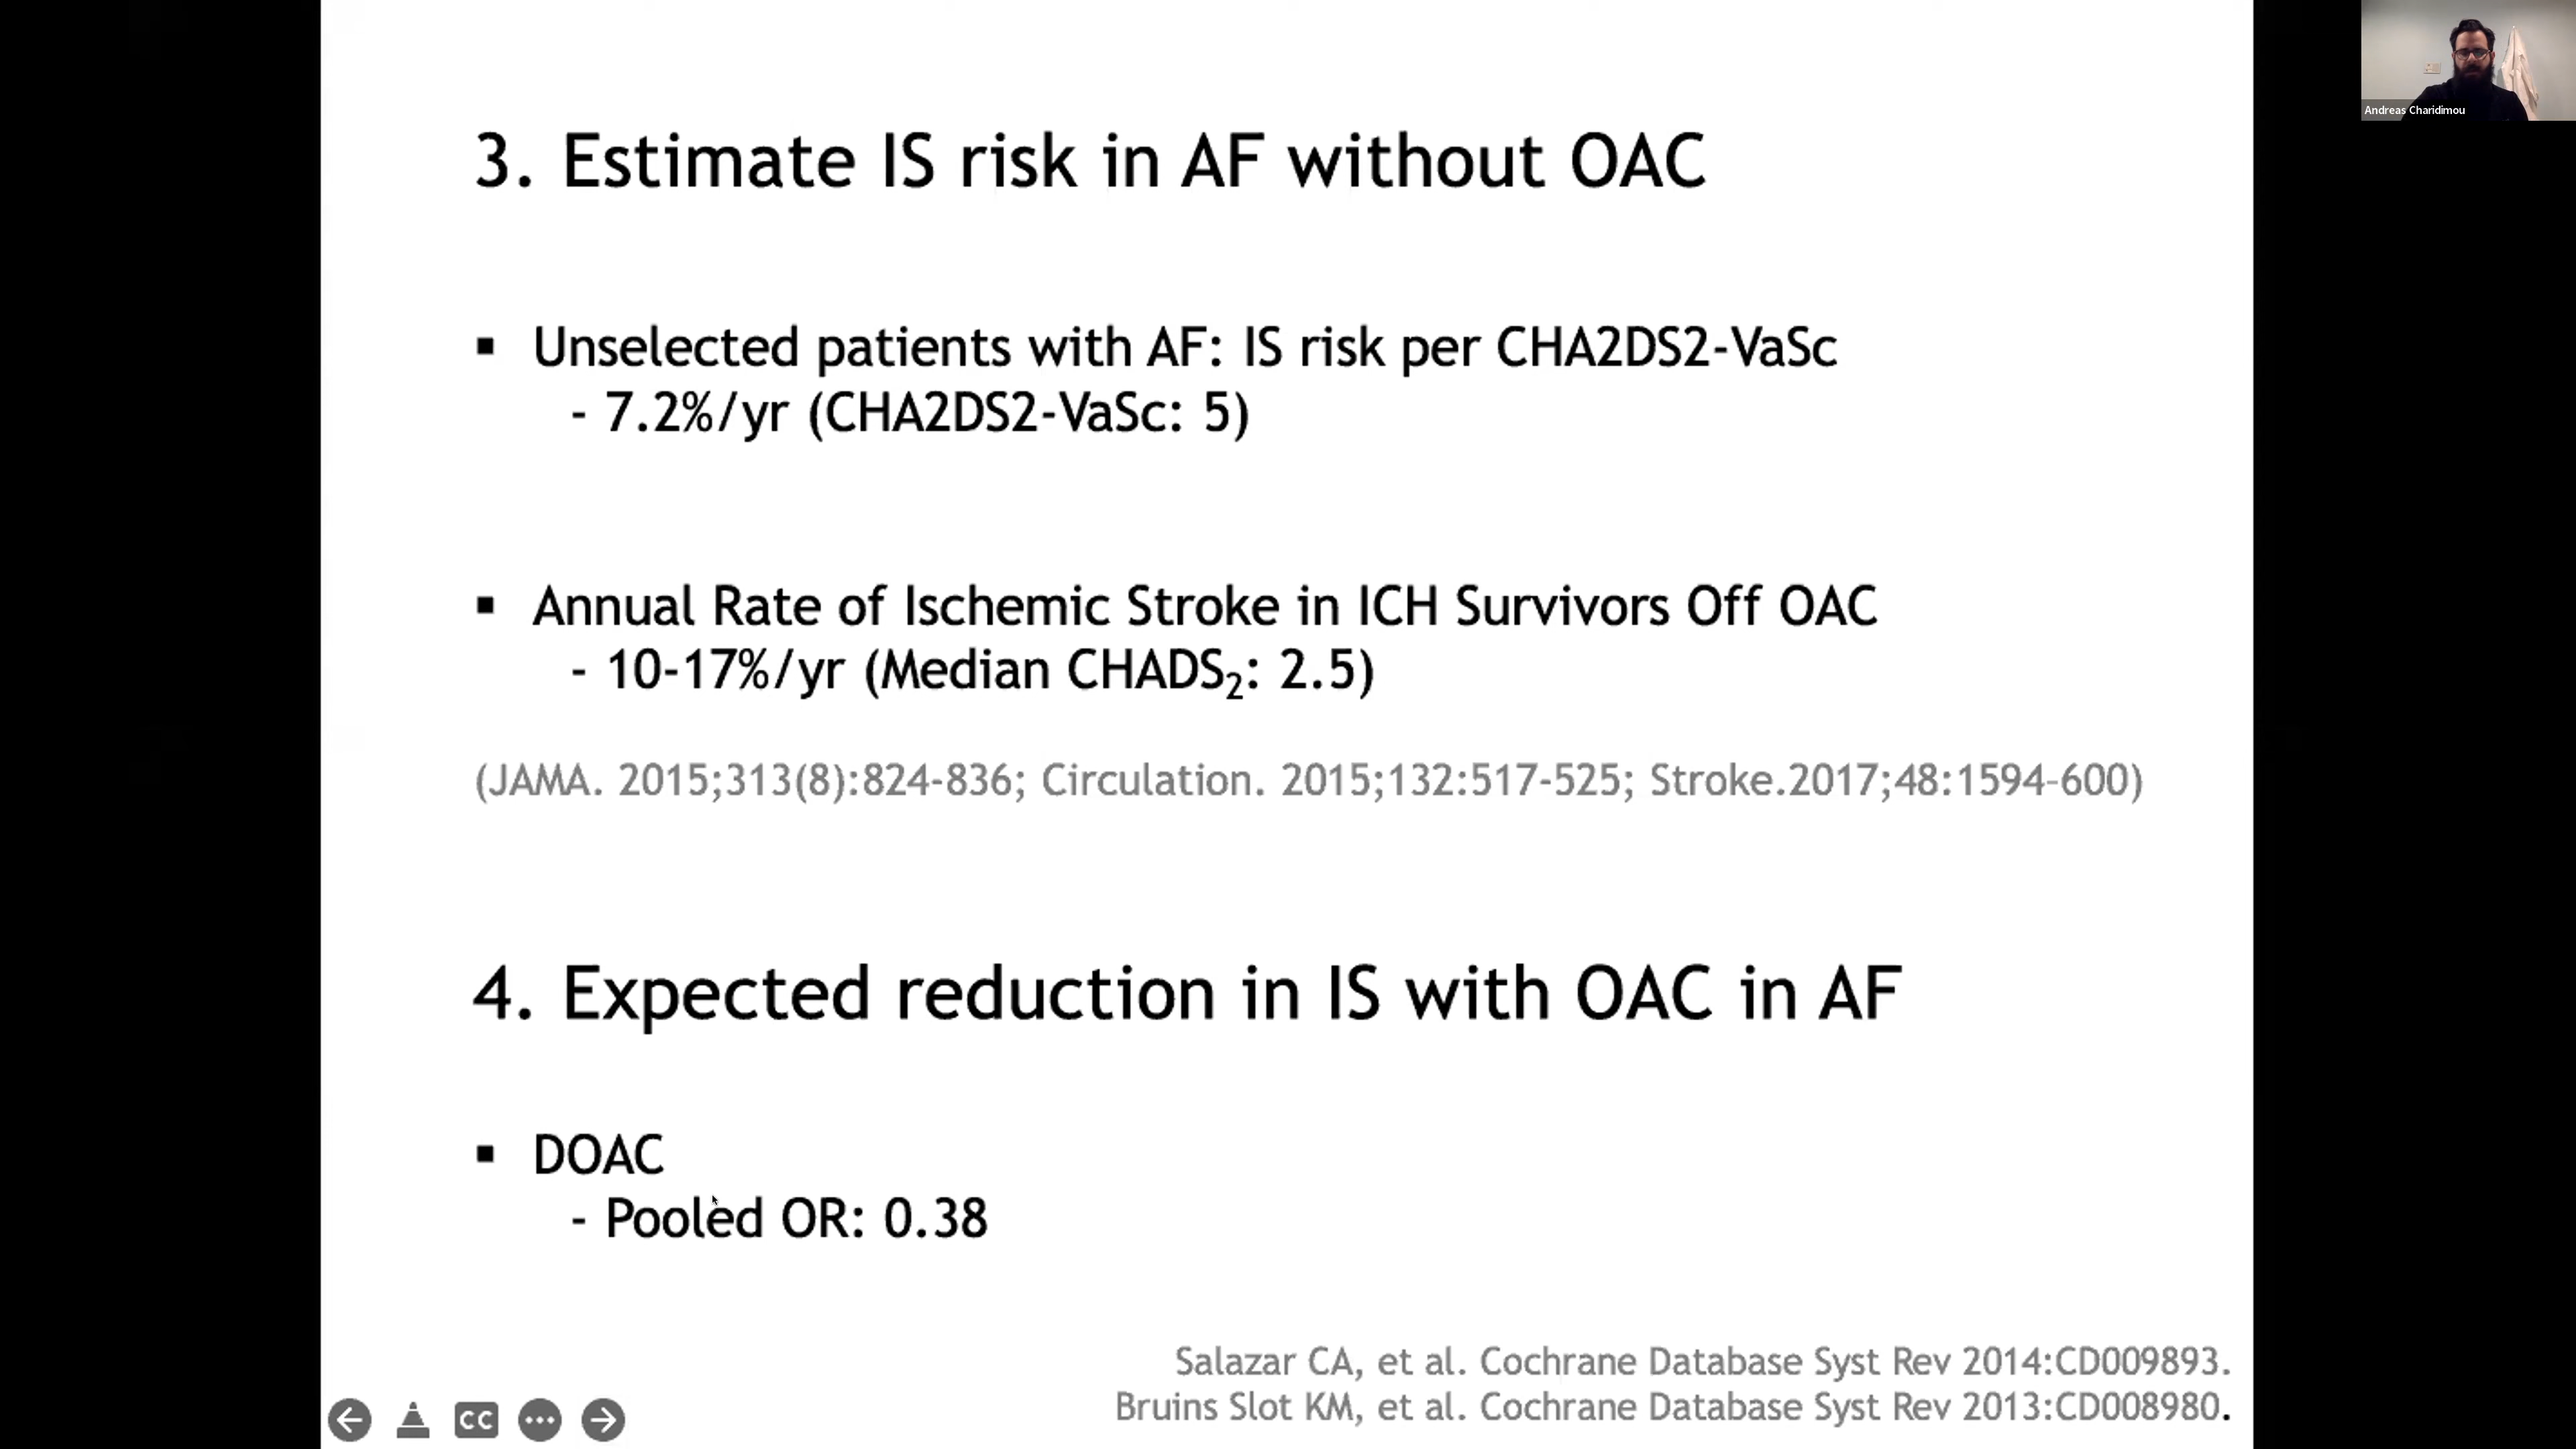 3. Estimate IS risk in AF without OAC
▪ Unselected patients with AF: IS risk per CHA2DS2-VaSc
- 7.2%/yr (CHA2DS2-VaSc: 5)
▪ Annual Rate of Ischemic Stroke in ICH Survivors Off OAC
- 10-17%/yr (Median CHADS₂: 2.5)
(JAMA. 2015;313(8):824-836; Circulation. 2015;132:517-525; Stroke.2017;48:1594-600)
4. Expected reduction in IS with OAC in AF
▪ DOAC
- Pooled OR: 0.38
Salazar CA, et al. Cochrane Database Syst Rev 2014:CD009893.
Bruins Slot KM, et al. Cochrane Database Syst Rev 2013:CD008980.
CC
Andreas Charidimou